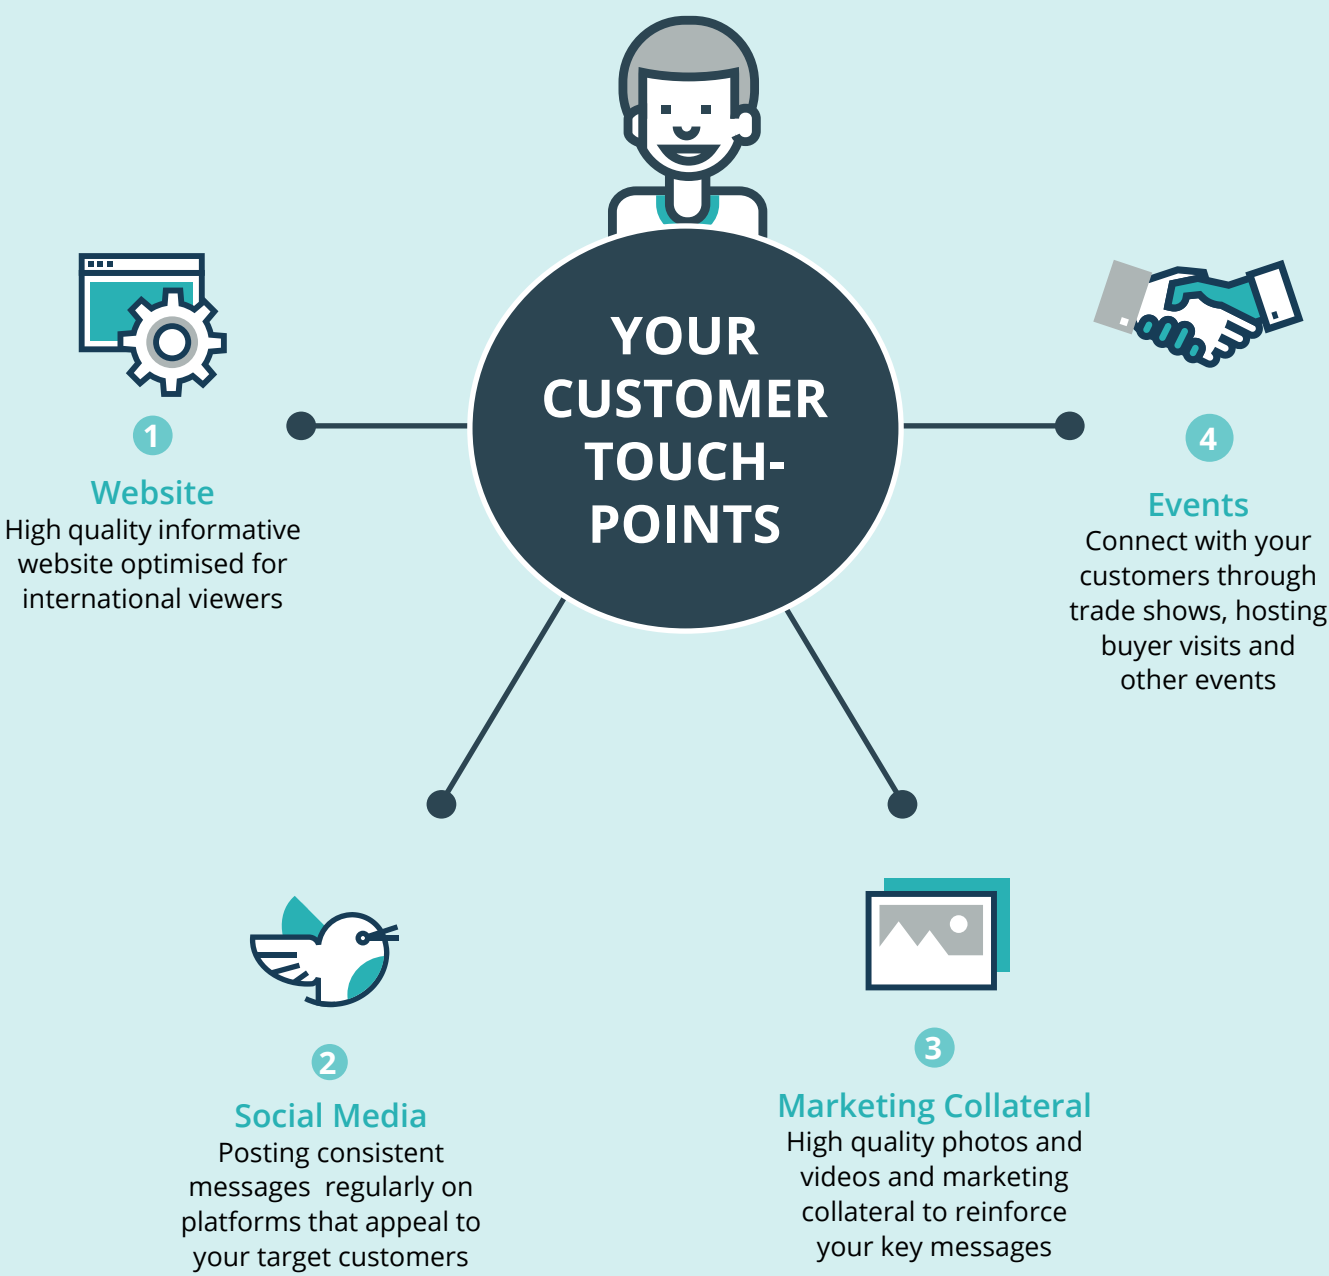 YOUR
CUSTOMER
TOUCH-
POINTS
1
Website
High quality informative
website optimised for
international viewers
2
Social Media
Posting consistent
messages  regularly on
platforms that appeal to
your target customers
3
Marketing Collateral
High quality photos and
videos and marketing
collateral to reinforce
your key messages
4
Events
Connect with your
customers through
trade shows, hosting
buyer visits and
other events